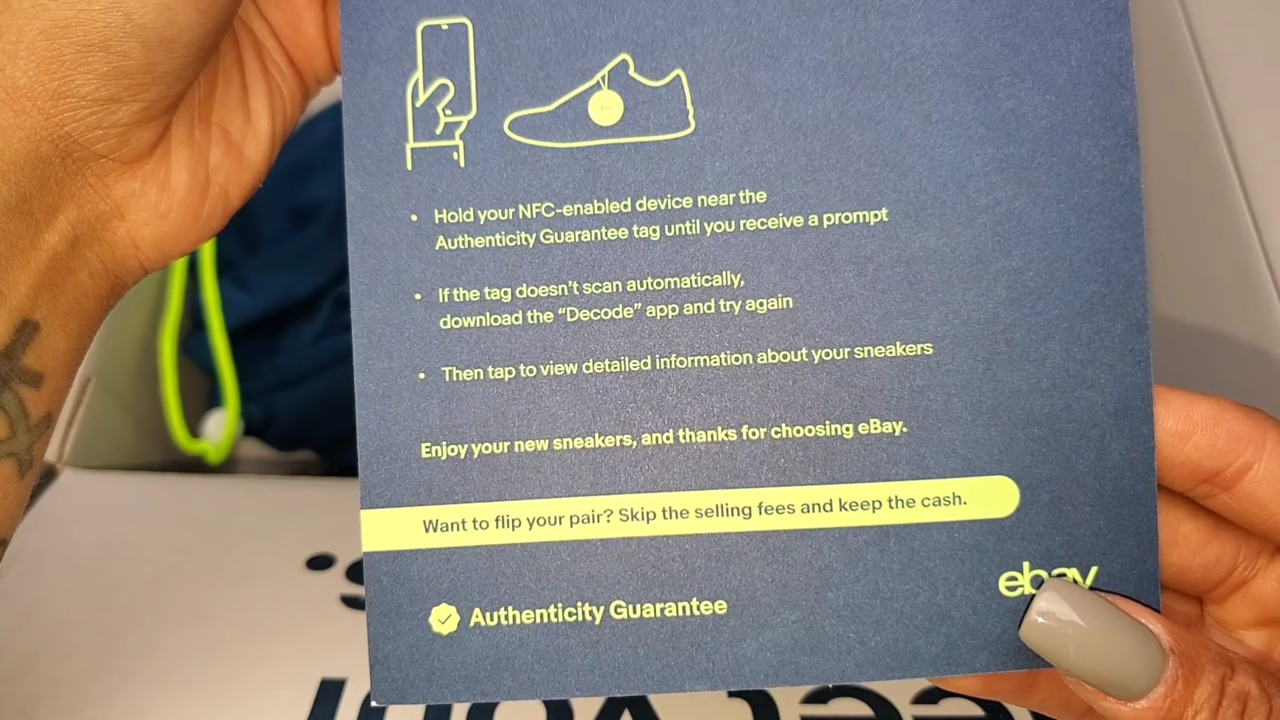 • Hold your NFC-enabled device near the
Authenticity Guarantee tag until you receive a prompt
• If the tag doesn't scan automatically,
download the “Decode” app and try again
• Then tap to view detailed information about your sneakers
Enjoy your new sneakers, and thanks for choosing eBay.
Want to flip your pair? Skip the selling fees and keep the cash.
ebay
Authenticity Guarantee